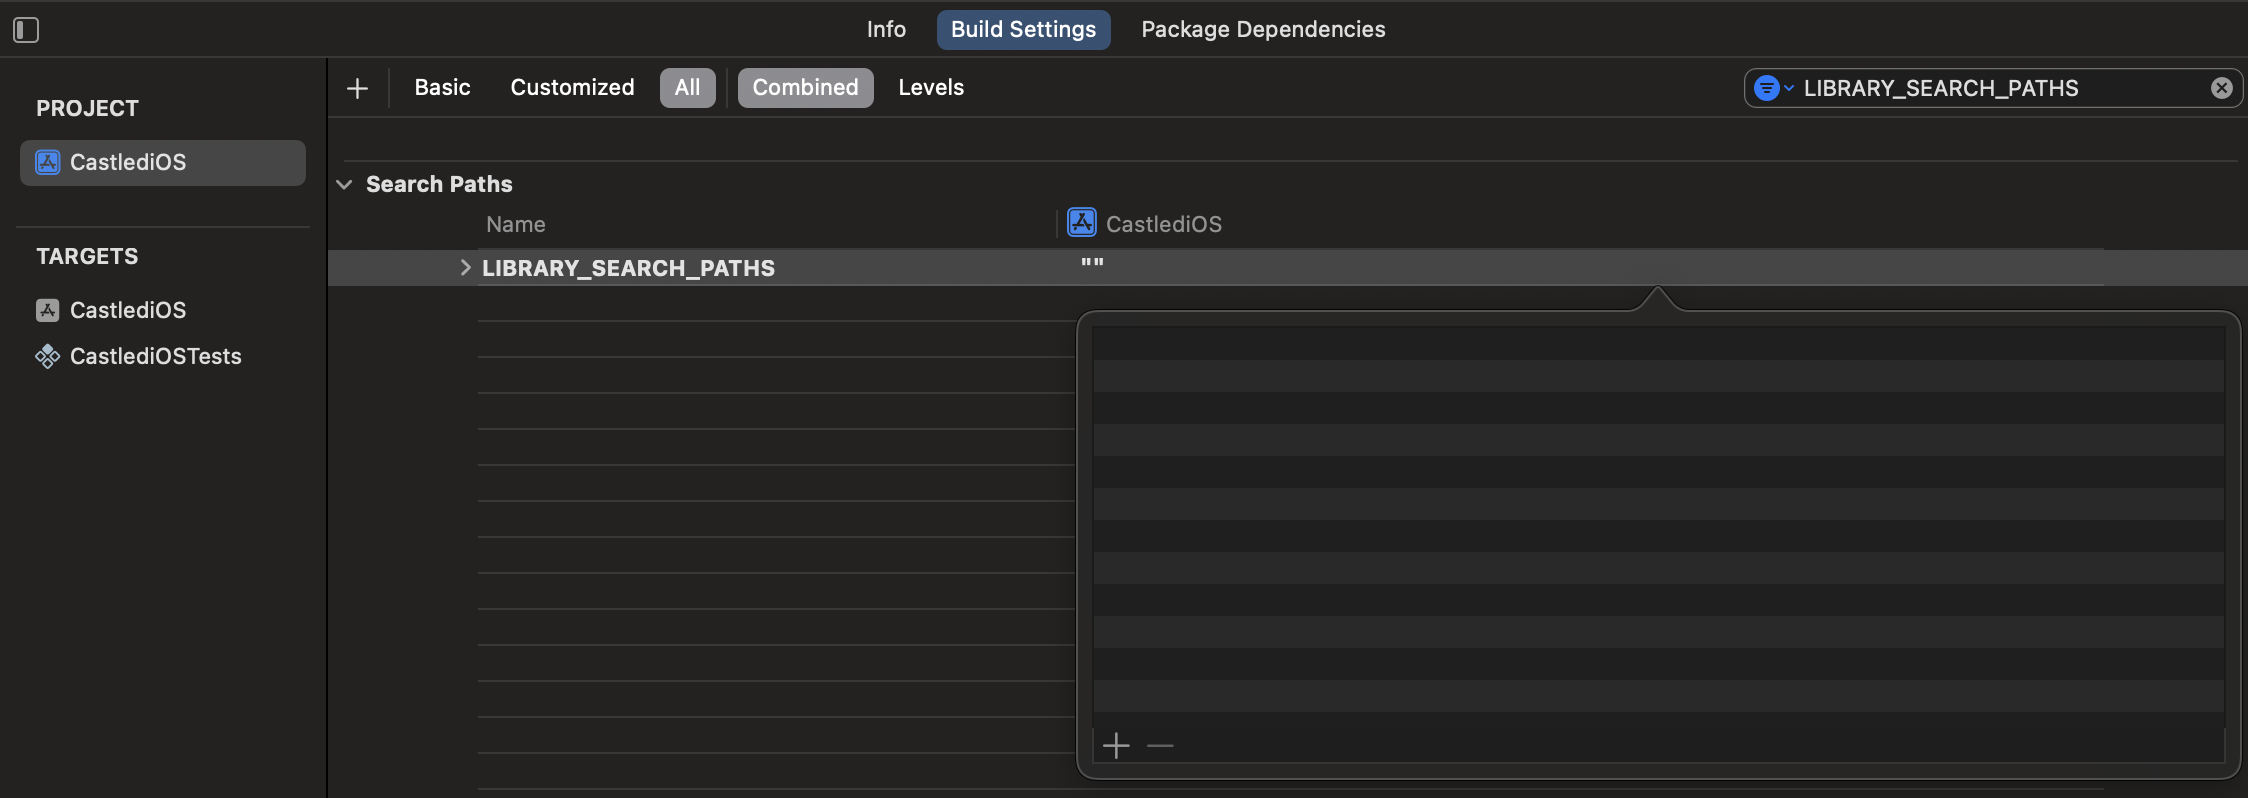 Info Build Settings Package Dependencies
Basic Customized All Combined Levels LIBRARY_SEARCH_PATHS
PROJECT
CastlediOS
TARGETS
CastlediOS
CastlediOSTests
Search Paths
Name CastlediOS
LIBRARY_SEARCH_PATHS ""